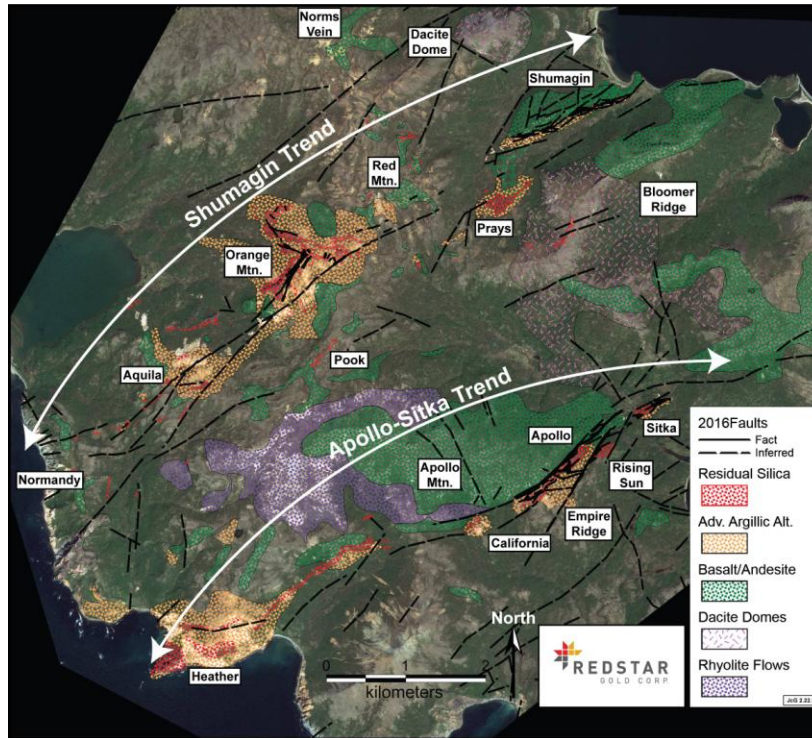 Norms
Vein
Dacite
Dome
Shumagin
Shumagin Trend
Red
Mtn.
Bloomer
Ridge
Prays
Orange
Mtn.
Pook
Aquila
Apollo-Sitka Trend
Normandy
Apollo
Sitka
Apollo
Mtn.
Rising
Sun
Empire
Ridge
California
Heather
North
0 1 2
kilometers
REDSTAR
GOLD CORP.
2016Faults
Fact
Inferred
Residual Silica
Adv. Argillic Alt.
Basalt/Andesite
Dacite Domes
Rhyolite Flows